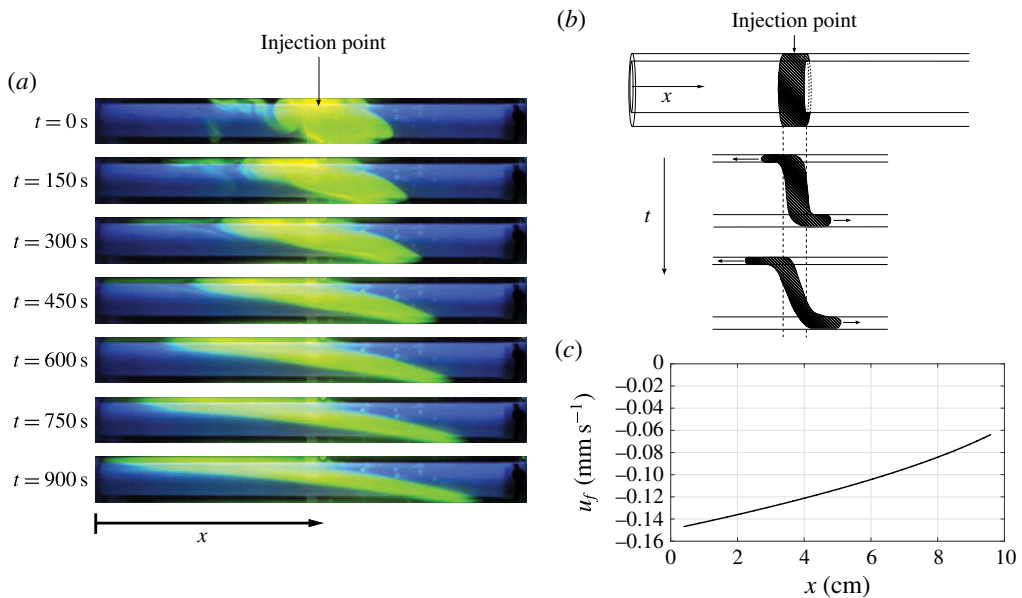 (a)
Injection point
t = 0 s
t = 150 s
t = 300 s
t = 450 s
t = 600 s
t = 750 s
t = 900 s
x
(b)
Injection point
x
t
(c)
0
–0.02
–0.04
–0.06
–0.08
–0.10
–0.12
–0.14
–0.16
u_f (mm s⁻¹)
0 2 4 6 8 10
x (cm)